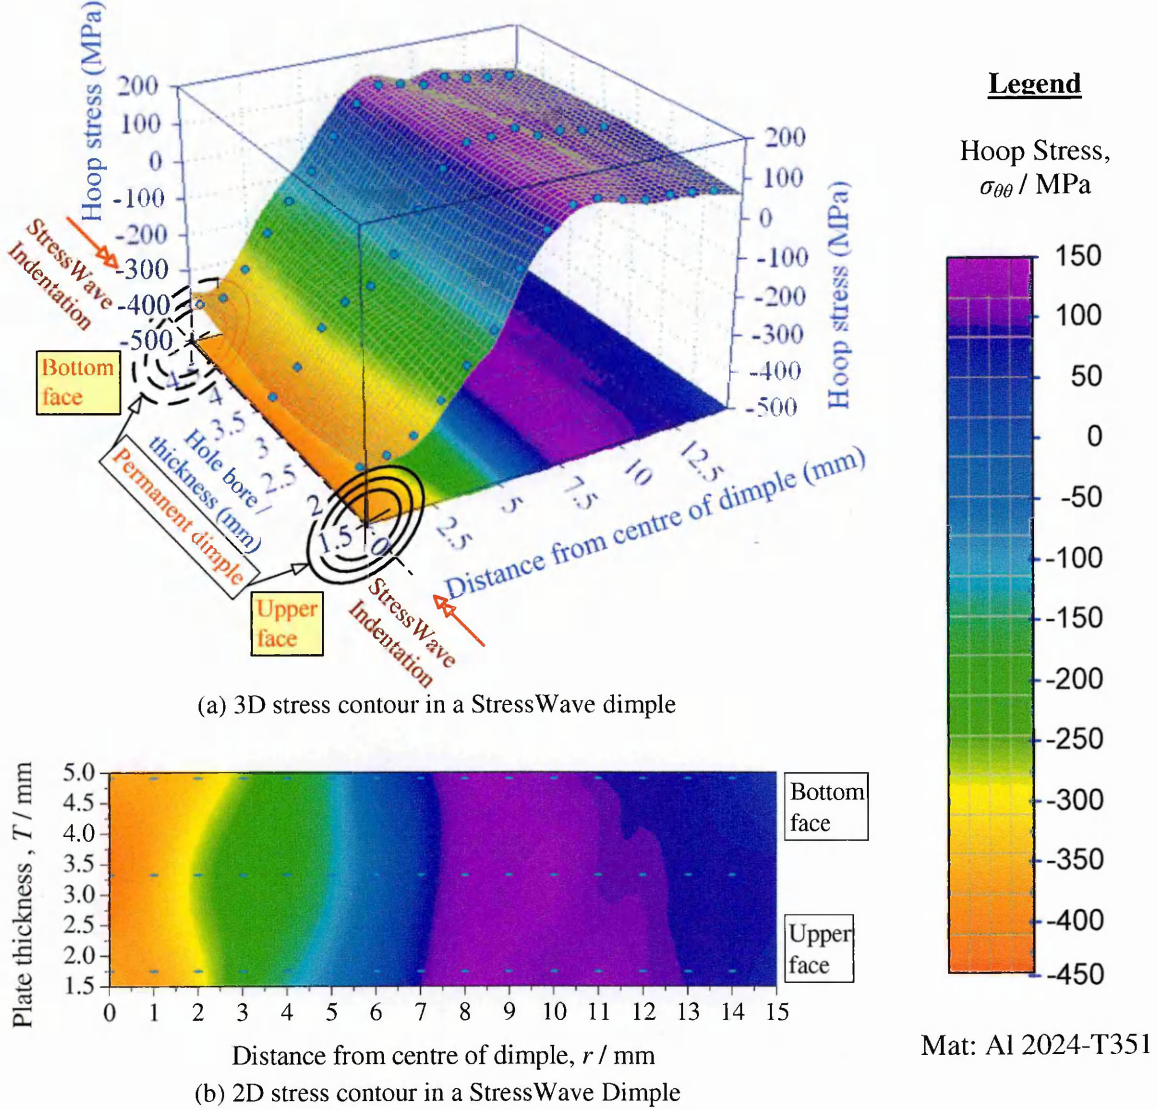 Hoop stress (MPa)
200
100
0
-100
-200
-300
-400
-500
StressWave
Indentation
Bottom
face
4
3.5
3
2.5
2
1.5
Hole bore /
thickness (mm)
Permanent dimple
Upper
face
StressWave
Indentation
0
2.5
5
7.5
10
12.5
Distance from centre of dimple (mm)
200
100
0
-100
-200
-300
-400
-500
Hoop stress (MPa)
(a) 3D stress contour in a StressWave dimple
Legend
Hoop Stress,
σθθ / MPa
150
100
50
0
-50
-100
-150
-200
-250
-300
-350
-400
-450
Mat: Al 2024-T351
Plate thickness , T / mm
5.0
4.5
4.0
3.5
3.0
2.5
2.0
1.5
Bottom
face
Upper
face
0 1 2 3 4 5 6 7 8 9 10 11 12 13 14 15
Distance from centre of dimple, r / mm
(b) 2D stress contour in a StressWave Dimple